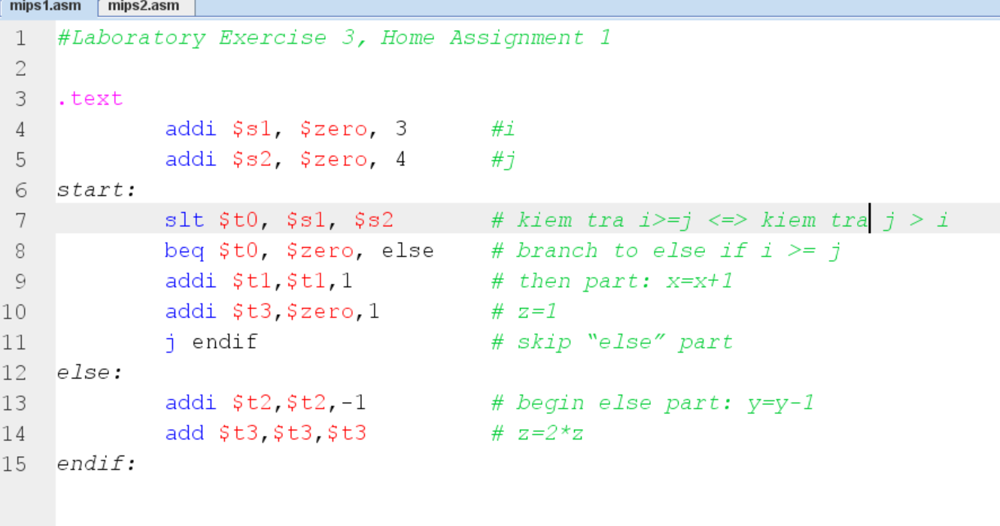 mips1.asm mips2.asm
1 #Laboratory Exercise 3, Home Assignment 1
2
3 .text
4 addi $s1, $zero, 3 #i
5 addi $s2, $zero, 4 #j
6 start:
7 slt $t0, $s1, $s2 # kiem tra i>=j <=> kiem tra j > i
8 beq $t0, $zero, else # branch to else if i >= j
9 addi $t1,$t1,1 # then part: x=x+1
10 addi $t3,$zero,1 # z=1
11 j endif # skip “else” part
12 else:
13 addi $t2,$t2,-1 # begin else part: y=y-1
14 add $t3,$t3,$t3 # z=2*z
15 endif: